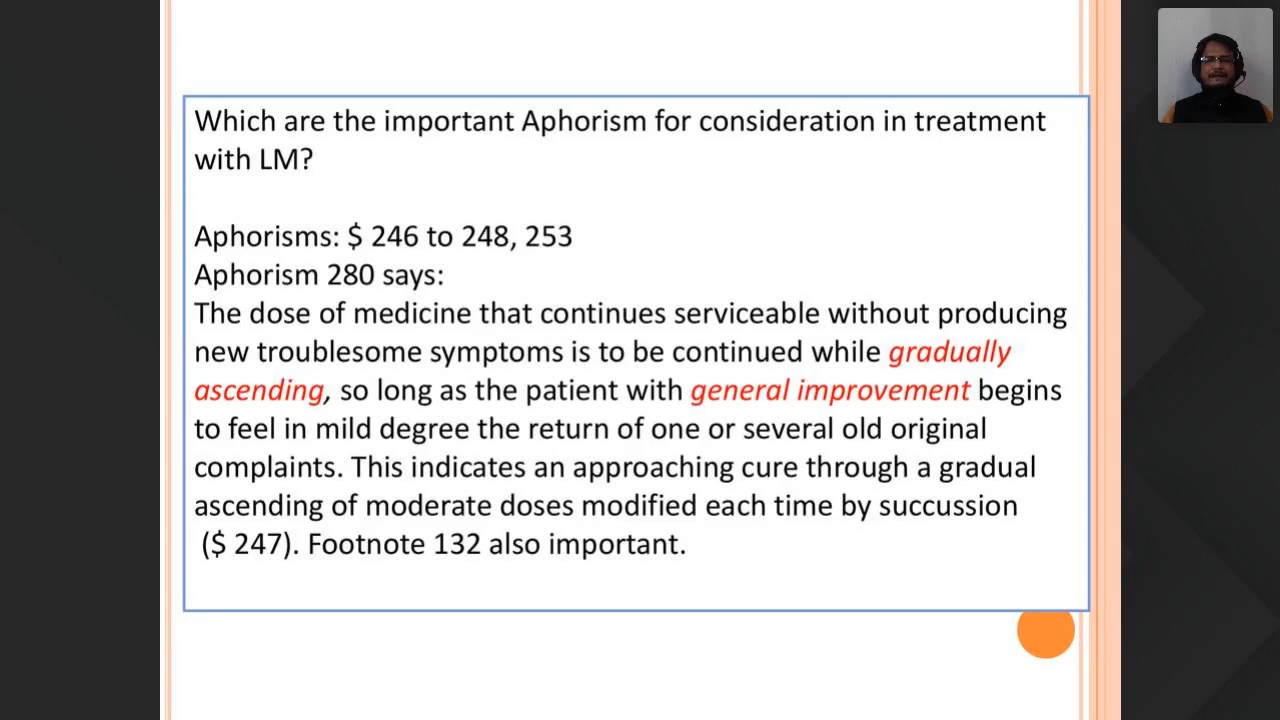 Which are the important Aphorism for consideration in treatment
with LM?
Aphorisms: $ 246 to 248, 253
Aphorism 280 says:
The dose of medicine that continues serviceable without producing
new troublesome symptoms is to be continued while gradually
ascending, so long as the patient with general improvement begins
to feel in mild degree the return of one or several old original
complaints. This indicates an approaching cure through a gradual
ascending of moderate doses modified each time by succussion
($ 247). Footnote 132 also important.